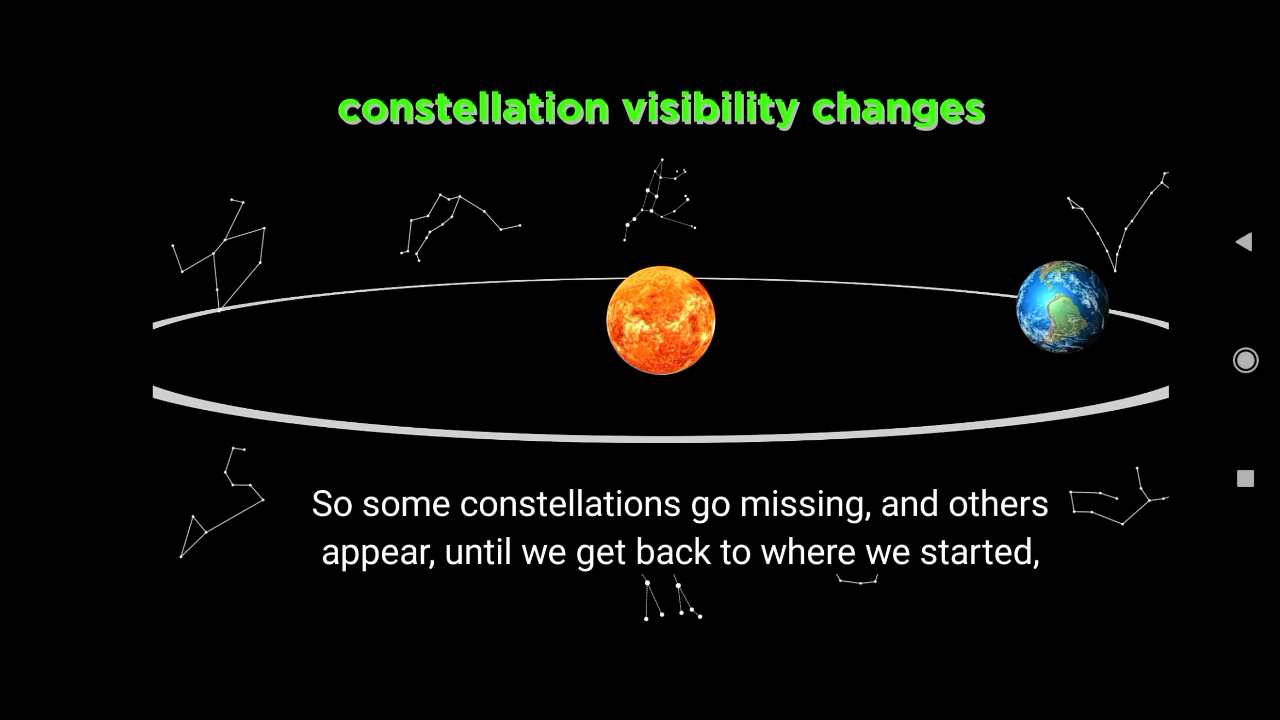 constellation visibility changes
So some constellations go missing, and others
appear, until we get back to where we started,